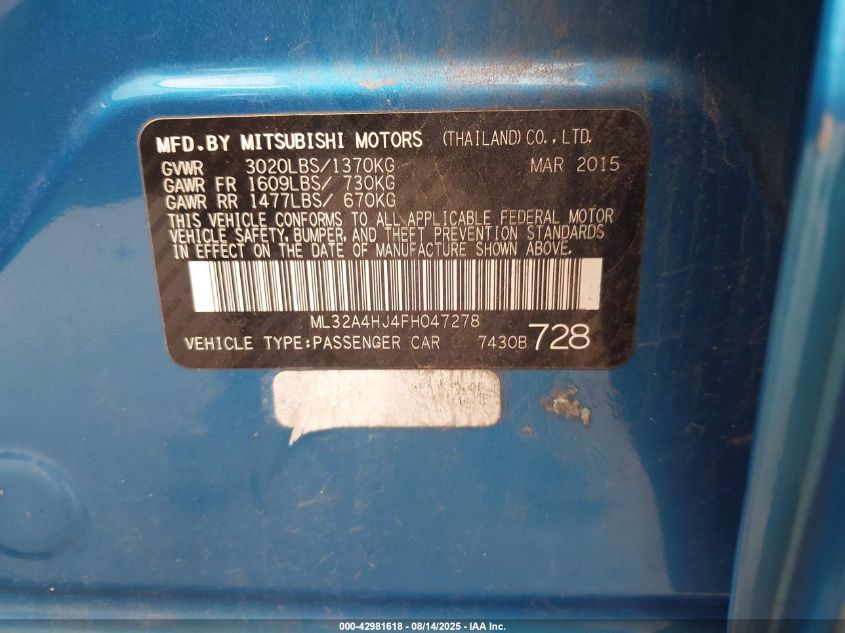 MFD.BY MITSUBISHI MOTORS (THAILAND) CO.,LTD.
GVWR 3020LBS/1370KG MAR 2015
GAWR FR 1609LBS/ 730KG
GAWR RR 1477LBS/ 670KG
THIS VEHICLE CONFORMS TO ALL APPLICABLE FEDERAL MOTOR
VEHICLE SAFETY, BUMPER, AND THEFT PREVENTION STANDARDS
IN EFFECT ON THE DATE OF MANUFACTURE SHOWN ABOVE.
ML32A4HJ4FH047278
VEHICLE TYPE:PASSENGER CAR 7430B 728
000-42981618 - 08/14/2025 - IAA Inc.